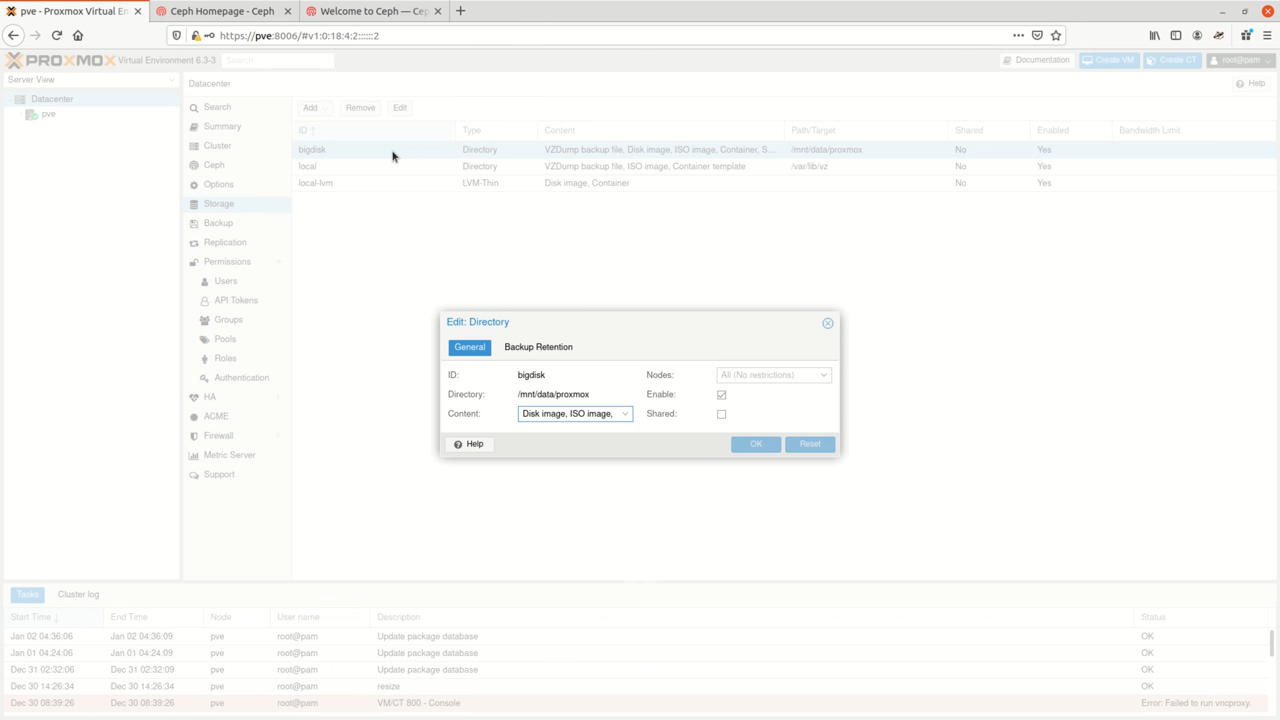 pve - Proxmox Virtual En
Ceph Homepage - Ceph
Welcome to Ceph — Cep
https://pve:8006/#v1:0:18:4:2::::::2
PROXMOX Virtual Environment 6.3-3
Search
Documentation
Create VM
Create CT
root@pam
Server View
Datacenter
pve
Datacenter
Help
Search
Summary
Cluster
Ceph
Options
Storage
Backup
Replication
Permissions
Users
API Tokens
Groups
Pools
Roles
Authentication
HA
ACME
Firewall
Metric Server
Support
Add
Remove
Edit
ID ↑ Type Content Path/Target Shared Enabled Bandwidth Limit
bigdisk Directory VZDump backup file, Disk image, ISO image, Container, S... /mnt/data/proxmox No Yes
local Directory VZDump backup file, ISO image, Container template /var/lib/vz No Yes
local-lvm LVM-Thin Disk image, Container No Yes
Edit: Directory
General Backup Retention
ID: bigdisk Nodes: All (No restrictions)
Directory: /mnt/data/proxmox Enable:
Content: Disk image, ISO image, Shared:
Help OK Reset
Tasks Cluster log
Start Time ↓ End Time Node User name Description Status
Jan 02 04:36:06 Jan 02 04:36:09 pve root@pam Update package database OK
Jan 01 04:24:06 Jan 01 04:24:09 pve root@pam Update package database OK
Dec 31 02:32:06 Dec 31 02:32:09 pve root@pam Update package database OK
Dec 30 14:26:34 Dec 30 14:26:34 pve root@pam resize OK
Dec 30 08:39:26 Dec 30 08:39:26 pve root@pam VM/CT 800 - Console Error: Failed to run vncproxy.